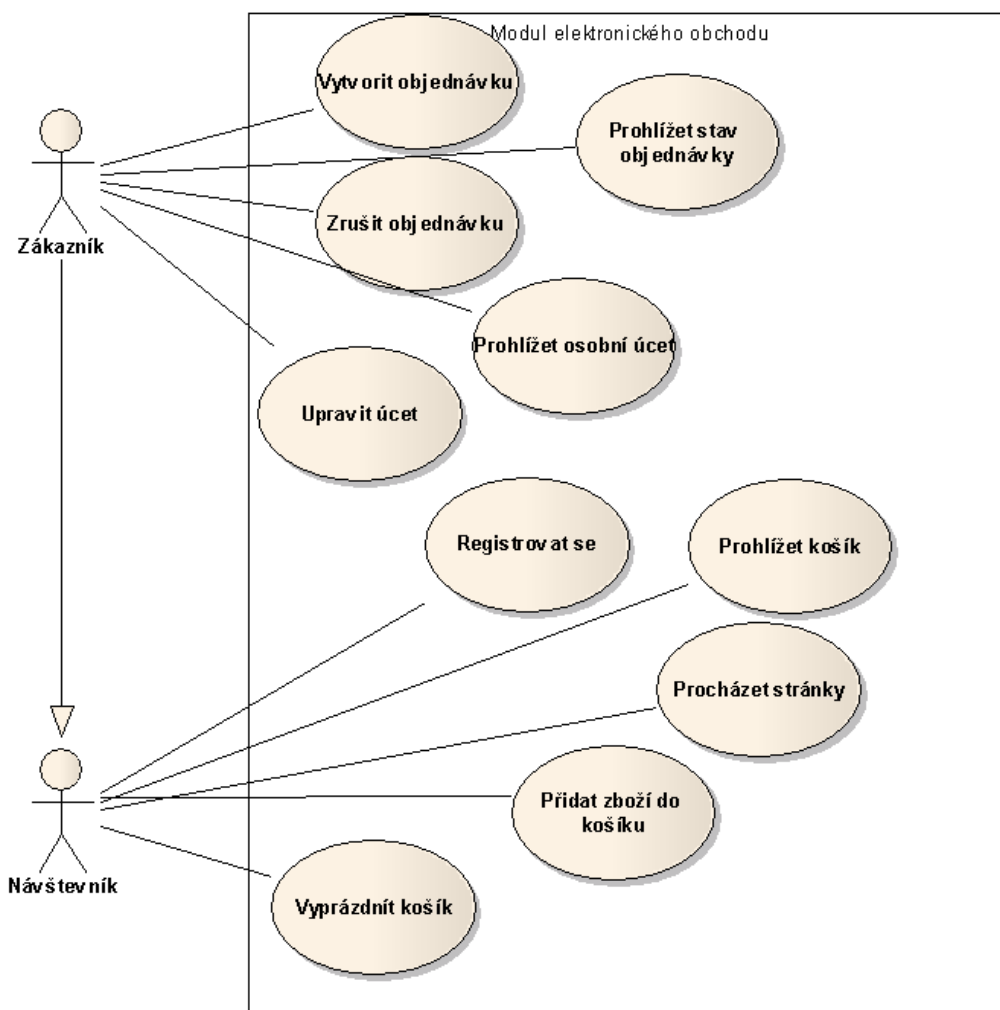 Modul elektronického obchodu
Vytvorit objednávku
Prohlížet stav
objednávky
Zrušit objednávku
Zákazník
Prohlížet osobní úcet
Upravit úcet
Registrovat se
Prohlížet košík
Procházet stránky
Přidat zboží do
košíku
Návštevník
Vyprázdnít košík